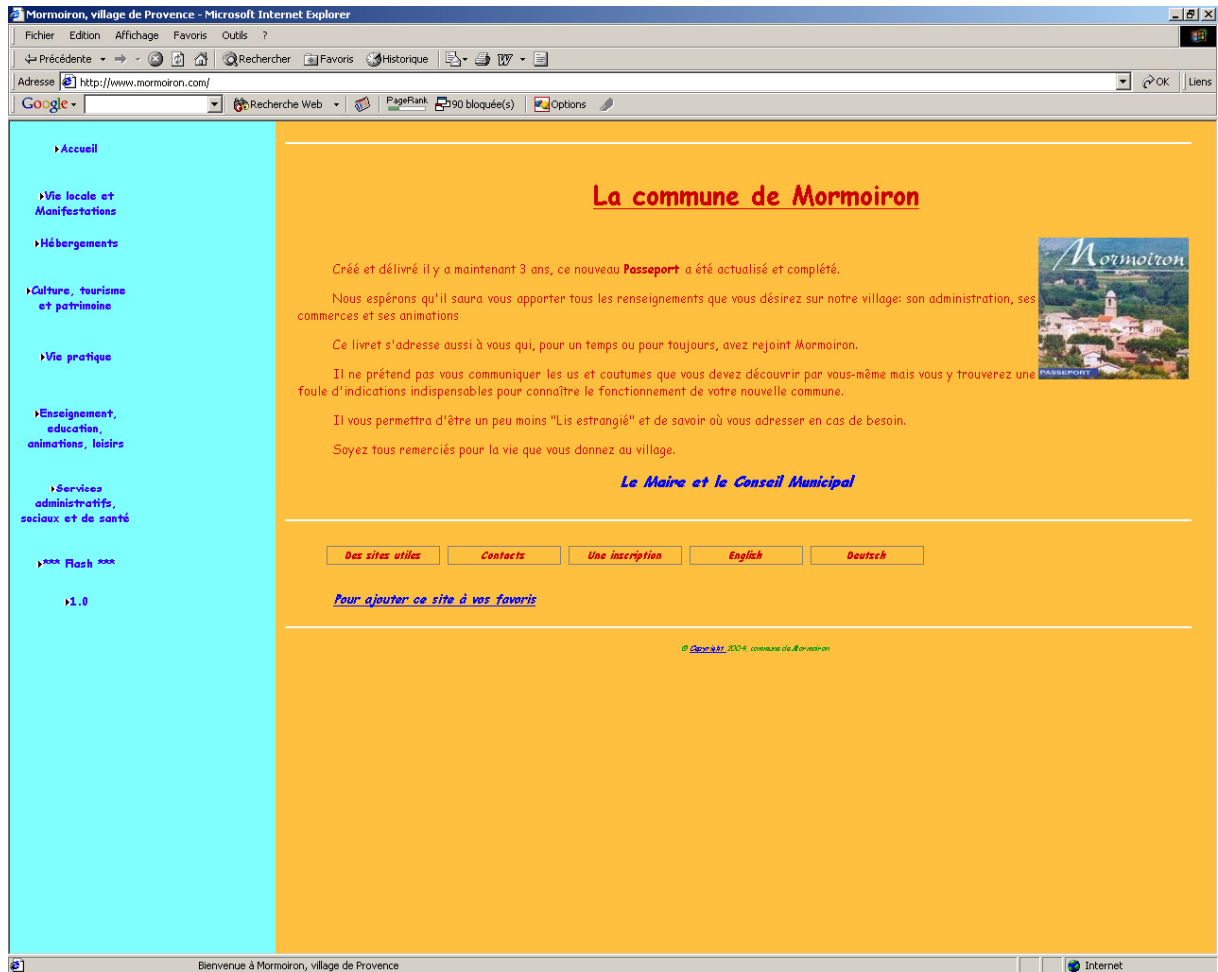 Mormoiron, village de Provence - Microsoft Internet Explorer
Fichier Edition Affichage Favoris Outils ?
Précédente Rechercher Favoris Historique
Adresse http://www.mormoiron.com/ OK Liens
Google Recherche Web PageRank 90 bloquée(s) Options
Accueil
Vie locale et
Manifestations
Hébergements
Culture, tourisme
et patrimoine
Vie pratique
Enseignement,
education,
animations, loisirs
Services
administratifs,
sociaux et de santé
*** Flash ***
1.0
La commune de Mormoiron
Mormoiron
PASSEPORT
Créé et délivré il y a maintenant 3 ans, ce nouveau Passeport a été actualisé et complété.
Nous espérons qu'il saura vous apporter tous les renseignements que vous désirez sur notre village: son administration, ses
commerces et ses animations
Ce livret s'adresse aussi à vous qui, pour un temps ou pour toujours, avez rejoint Mormoiron.
Il ne prétend pas vous communiquer les us et coutumes que vous devez découvrir par vous-même mais vous y trouverez une
foule d'indications indispensables pour connaître le fonctionnement de votre nouvelle commune.
Il vous permettra d'être un peu moins "Lis estrangié" et de savoir où vous adresser en cas de besoin.
Soyez tous remerciés pour la vie que vous donnez au village.
Le Maire et le Conseil Municipal
Des sites utiles Contacts Une inscription English Deutsch
Pour ajouter ce site à vos favoris
© Copyright 2004, commune de Mormoiron
Bienvenue à Mormoiron, village de Provence Internet